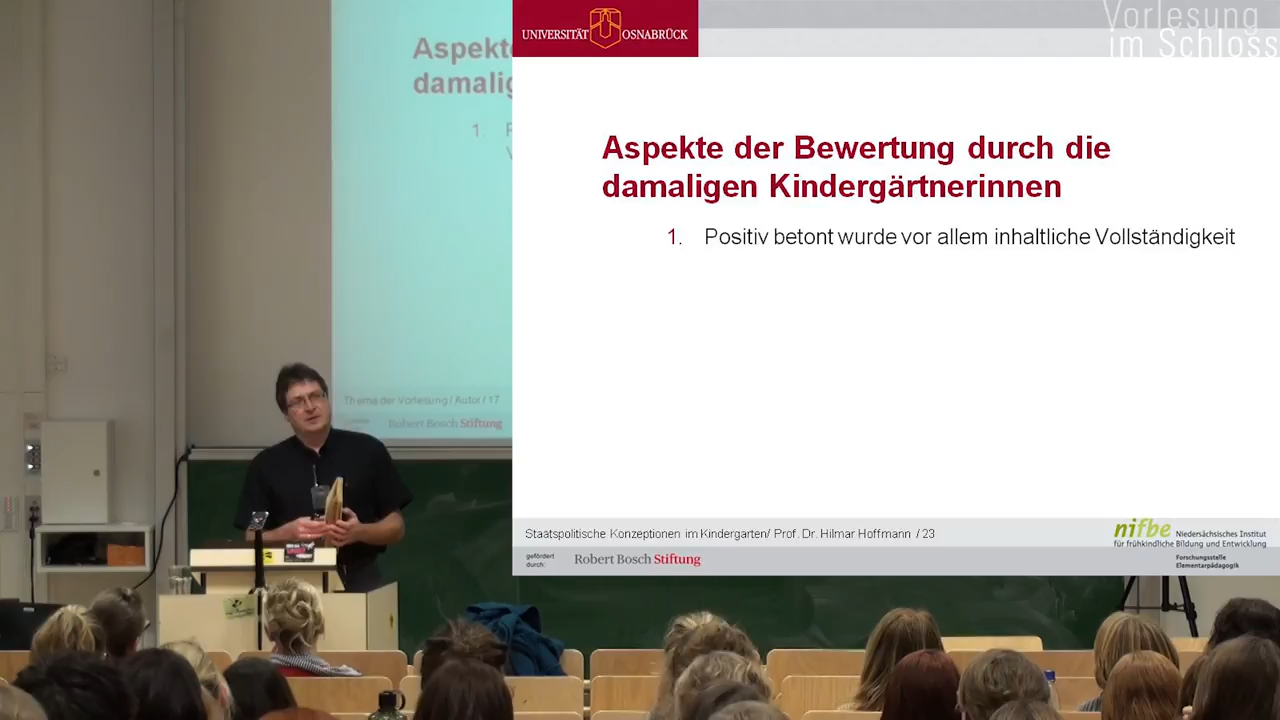 UNIVERSITÄT OSNABRÜCK
Vorlesung
im Schloss
Aspekte der Bewertung durch die
damaligen Kindergärtnerinnen
1. Positiv betont wurde vor allem inhaltliche Vollständigkeit
Staatspolitische Konzeptionen im Kindergarten/ Prof. Dr. Hilmar Hoffmann / 23
gefördert
durch:
Robert Bosch Stiftung
nifbe Niedersächsisches Institut
für frühkindliche Bildung und Entwicklung
Forschungsstelle
Elementarpädagogik
Aspekt
damalig
1.
Thema der Vorlesung / Autor / 17
Robert Bosch Stiftung